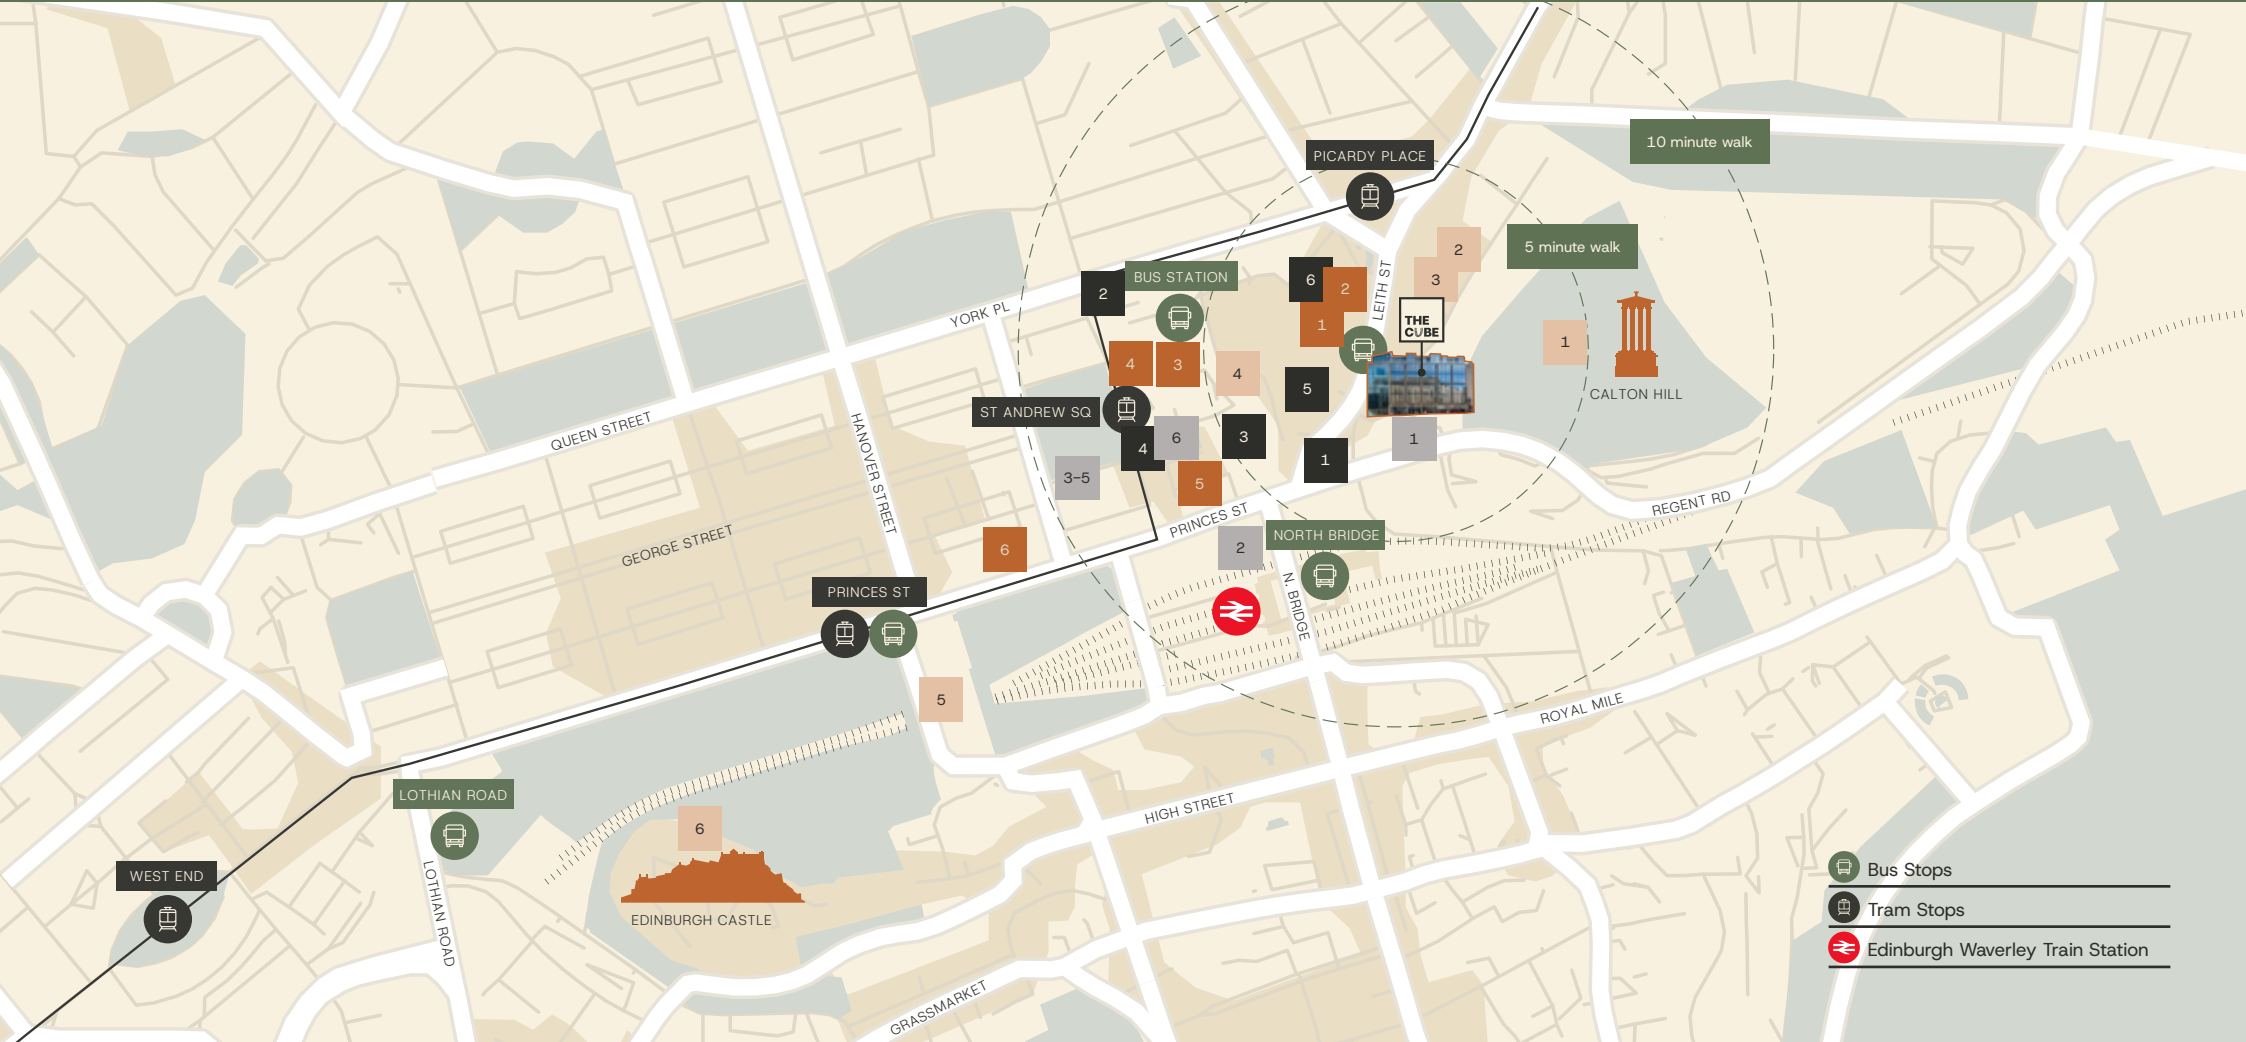 PICARDY PLACE
10 minute walk
5 minute walk
2
3
BUS STATION
2
6
2
LEITH ST
1
THE
CUBE
1
CALTON HILL
YORK PL
4
3
4
5
ST ANDREW SQ
QUEEN STREET
HANOVER STREET
4
6
3
1
1
3-5
5
REGENT RD
PRINCES ST
GEORGE STREET
6
2
NORTH BRIDGE
N. BRIDGE
PRINCES ST
5
ROYAL MILE
LOTHIAN ROAD
6
HIGH STREET
WEST END
LOTHIAN ROAD
EDINBURGH CASTLE
GRASSMARKET
Bus Stops
Tram Stops
Edinburgh Waverley Train Station